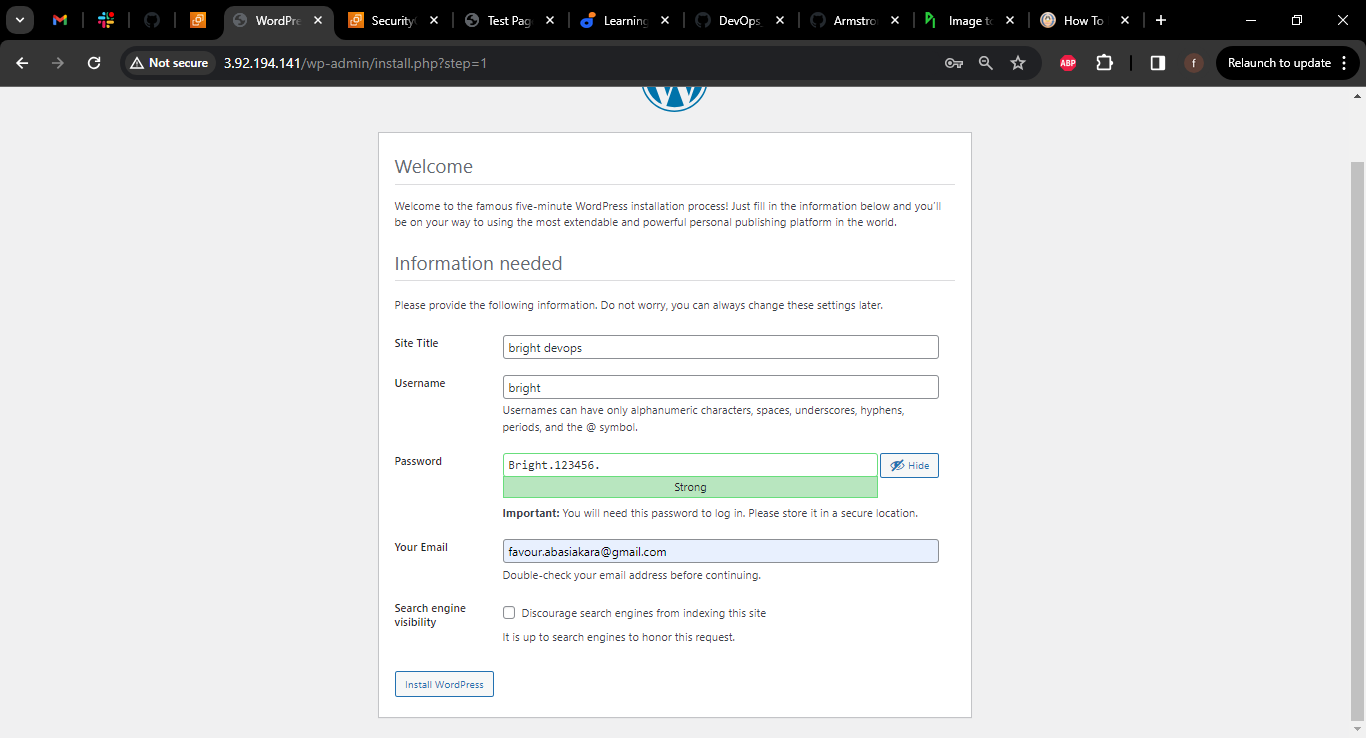 WordPre
Security
Test Pag
Learning
DevOps_
Armstro
Image to
How To
Not secure
3.92.194.141/wp-admin/install.php?step=1
ABP
f
Relaunch to update
Welcome
Welcome to the famous five-minute WordPress installation process! Just fill in the information below and you'll
be on your way to using the most extendable and powerful personal publishing platform in the world.
Information needed
Please provide the following information. Do not worry, you can always change these settings later.
Site Title
bright devops
Username
bright
Usernames can have only alphanumeric characters, spaces, underscores, hyphens,
periods, and the @ symbol.
Password
Bright.123456.
Hide
Strong
Important: You will need this password to log in. Please store it in a secure location.
Your Email
favour.abasiakara@gmail.com
Double-check your email address before continuing.
Search engine
visibility
Discourage search engines from indexing this site
It is up to search engines to honor this request.
Install WordPress